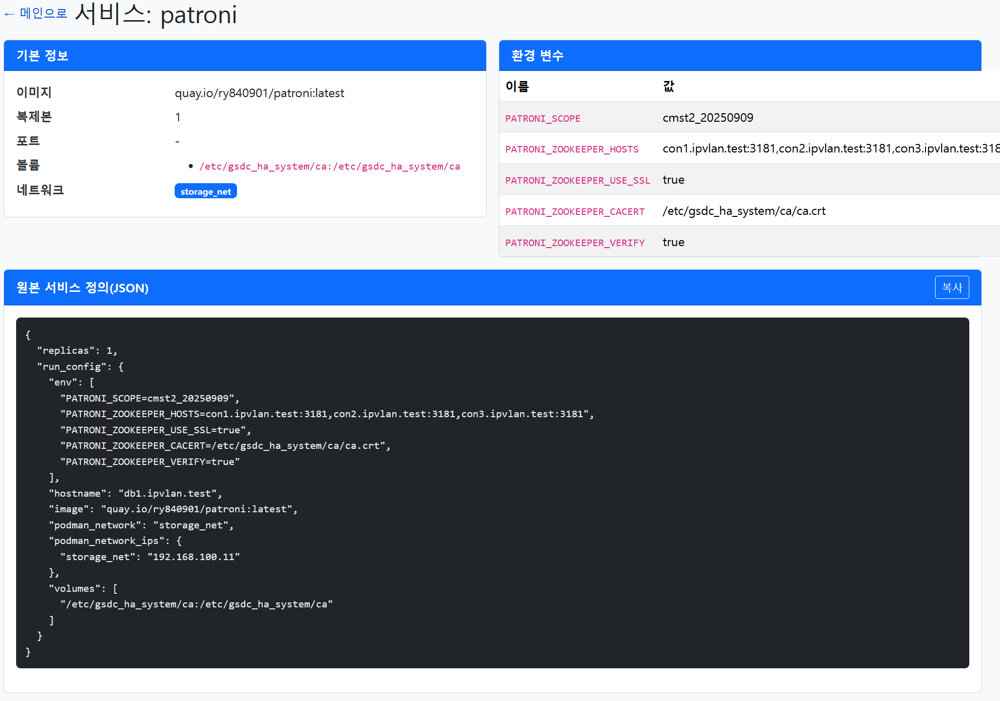 ← 메인으로 서비스: patroni
기본 정보
이미지 quay.io/ry840901/patroni:latest
복제본 1
포트 -
볼륨 • /etc/gsdc_ha_system/ca:/etc/gsdc_ha_system/ca
네트워크 storage_net
환경 변수
이름 값
PATRONI_SCOPE cmst2_20250909
PATRONI_ZOOKEEPER_HOSTS con1.ipvlan.test:3181,con2.ipvlan.test:3181,con3.ipvlan.test:318
PATRONI_ZOOKEEPER_USE_SSL true
PATRONI_ZOOKEEPER_CACERT /etc/gsdc_ha_system/ca/ca.crt
PATRONI_ZOOKEEPER_VERIFY true
원본 서비스 정의(JSON) 복사
{
  "replicas": 1,
  "run_config": {
    "env": [
      "PATRONI_SCOPE=cmst2_20250909",
      "PATRONI_ZOOKEEPER_HOSTS=con1.ipvlan.test:3181,con2.ipvlan.test:3181,con3.ipvlan.test:3181",
      "PATRONI_ZOOKEEPER_USE_SSL=true",
      "PATRONI_ZOOKEEPER_CACERT=/etc/gsdc_ha_system/ca/ca.crt",
      "PATRONI_ZOOKEEPER_VERIFY=true"
    ],
    "hostname": "db1.ipvlan.test",
    "image": "quay.io/ry840901/patroni:latest",
    "podman_network": "storage_net",
    "podman_network_ips": {
      "storage_net": "192.168.100.11"
    },
    "volumes": [
      "/etc/gsdc_ha_system/ca:/etc/gsdc_ha_system/ca"
    ]
  }
}